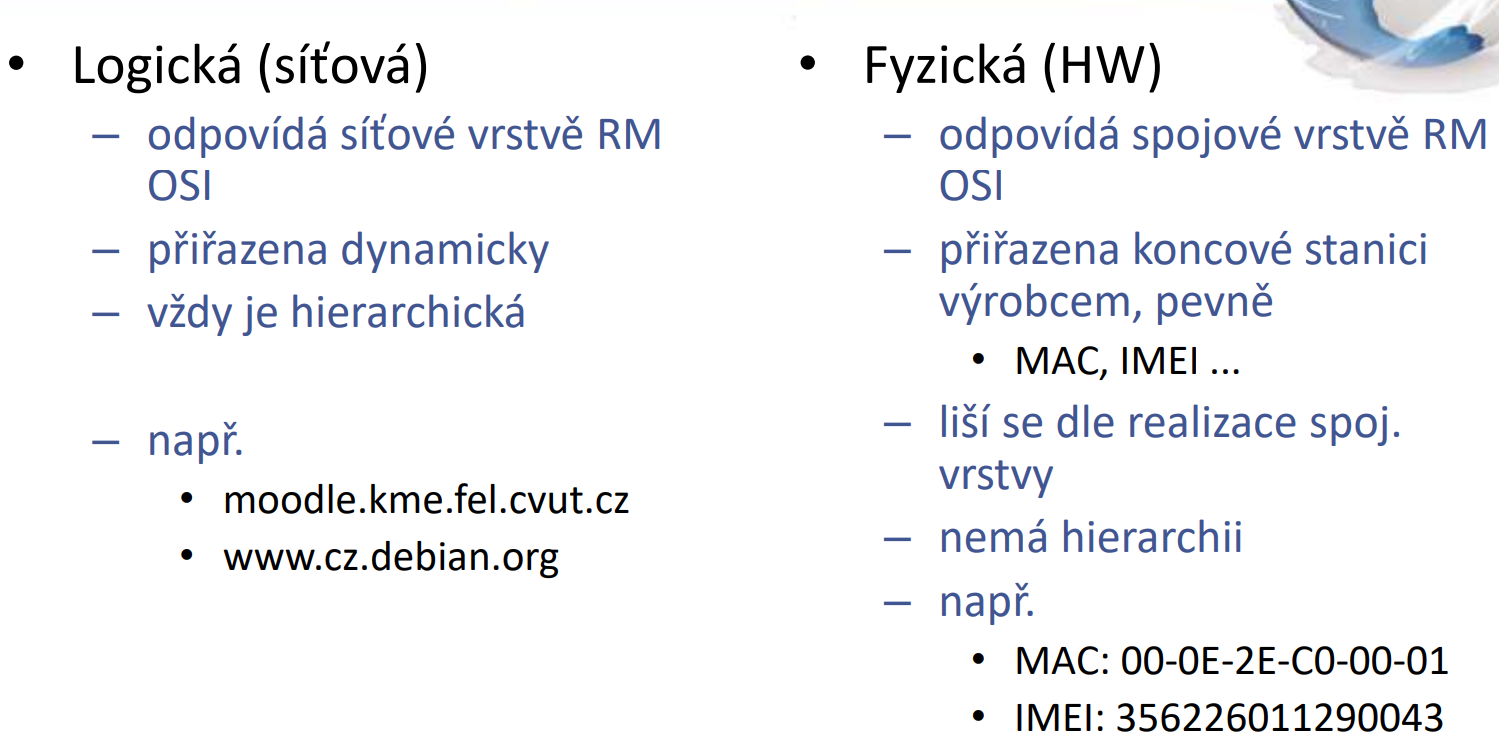 • Logická (síťová)
– odpovídá síťové vrstvě RM
OSI
– přiřazena dynamicky
– vždy je hierarchická
– např.
• moodle.kme.fel.cvut.cz
• www.cz.debian.org
• Fyzická (HW)
– odpovídá spojové vrstvě RM
OSI
– přiřazena koncové stanici
výrobcem, pevně
• MAC, IMEI ...
– liší se dle realizace spoj.
vrstvy
– nemá hierarchii
– např.
• MAC: 00-0E-2E-C0-00-01
• IMEI: 356226011290043